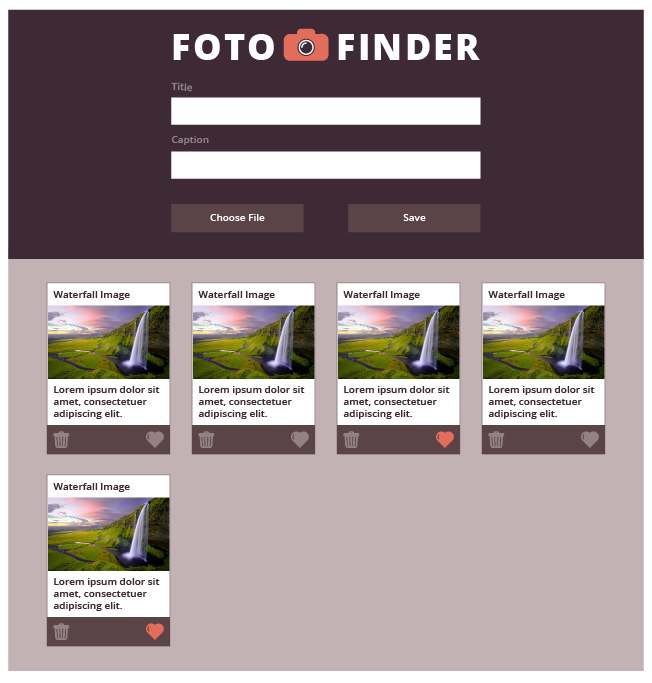 FOTO FINDER
Title
Caption
Choose File Save
Waterfall Image Waterfall Image Waterfall Image Waterfall Image
Lorem ipsum dolor sit Lorem ipsum dolor sit Lorem ipsum dolor sit Lorem ipsum dolor sit
amet, consectetuer amet, consectetuer amet, consectetuer amet, consectetuer
adipiscing elit. adipiscing elit. adipiscing elit. adipiscing elit.
Waterfall Image
Lorem ipsum dolor sit
amet, consectetuer
adipiscing elit.